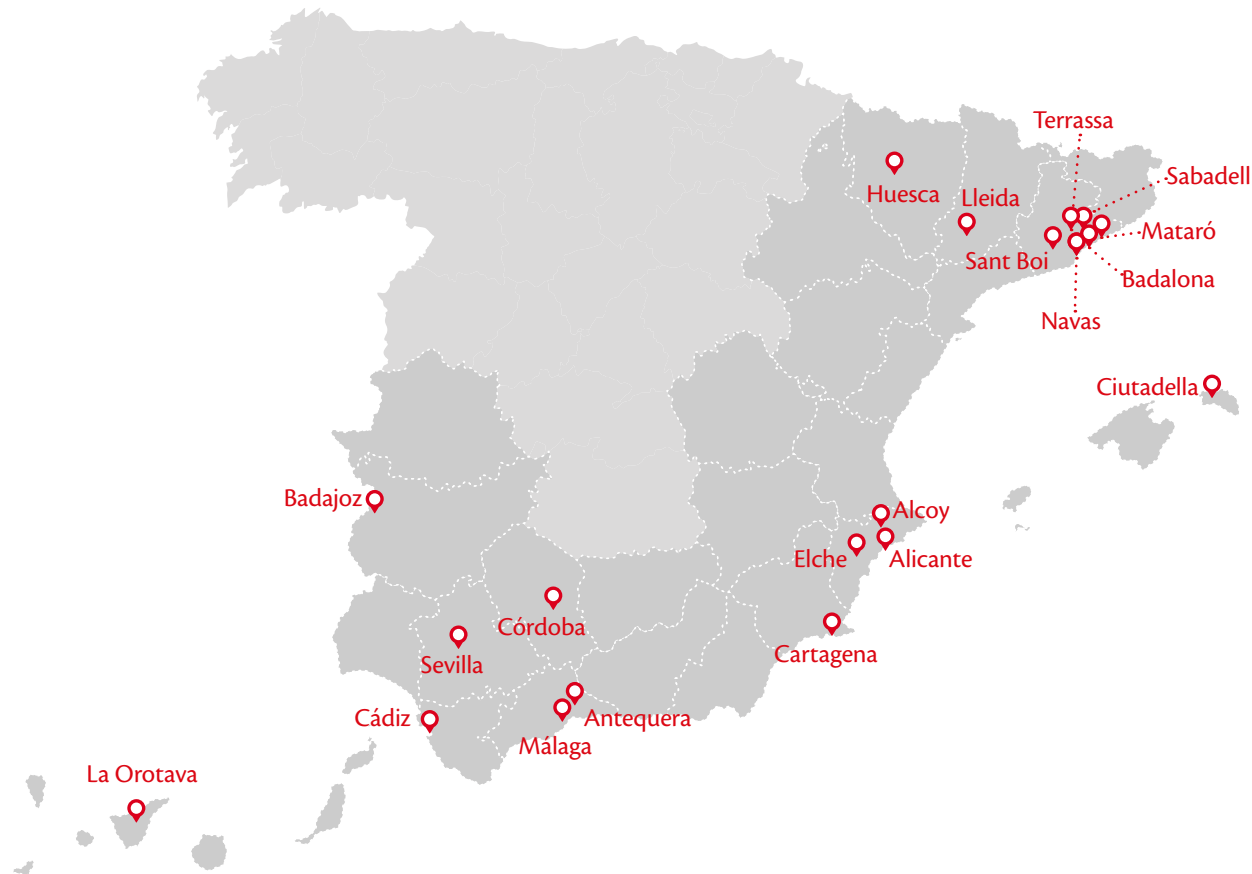 Terrassa
Sabadell
Huesca
Lleida
Mataró
Sant Boi
Badalona
Navas
Ciutadella
Badajoz
Alcoy
Elche
Alicante
Córdoba
Sevilla
Cartagena
Cádiz
Antequera
Málaga
La Orotava